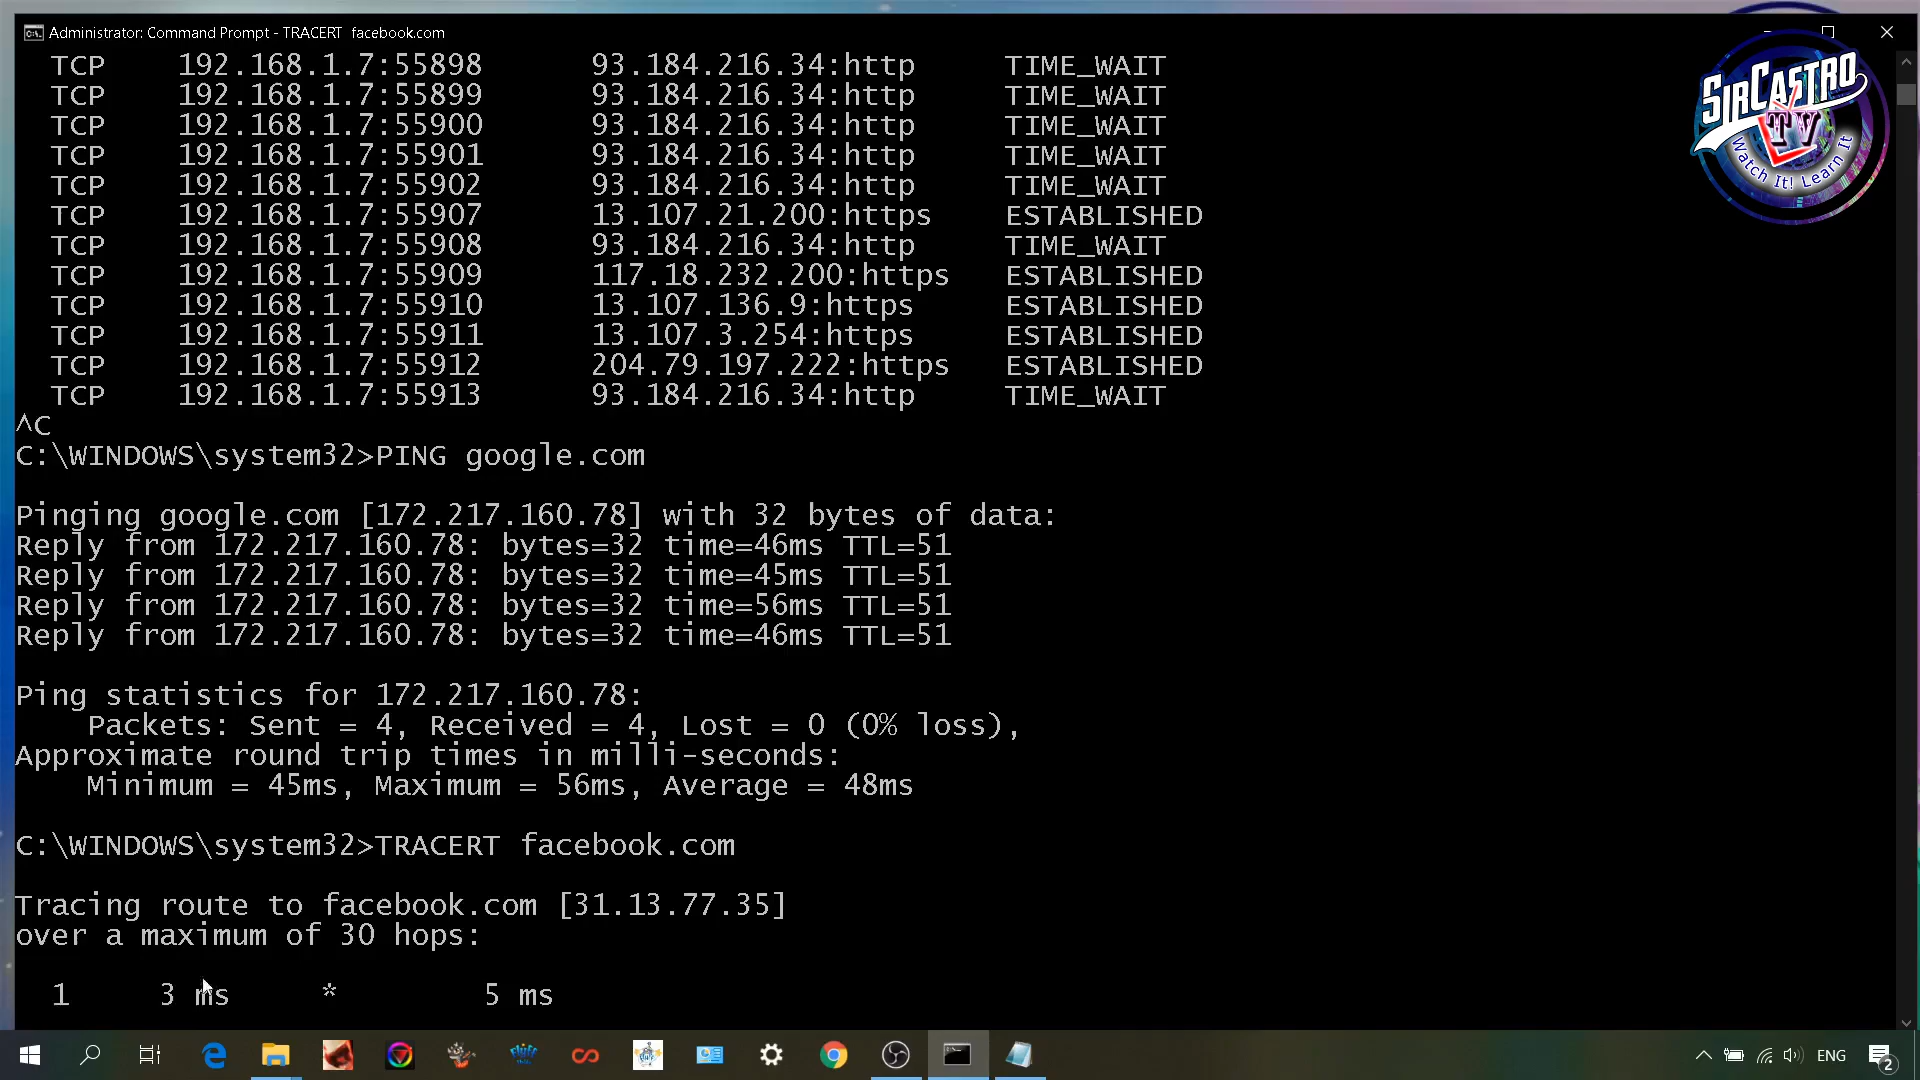 Administrator: Command Prompt - TRACERT facebook.com
TCP 192.168.1.7:55898 93.184.216.34:http TIME_WAIT
TCP 192.168.1.7:55899 93.184.216.34:http TIME_WAIT
TCP 192.168.1.7:55900 93.184.216.34:http TIME_WAIT
TCP 192.168.1.7:55901 93.184.216.34:http TIME_WAIT
TCP 192.168.1.7:55902 93.184.216.34:http TIME_WAIT
TCP 192.168.1.7:55907 13.107.21.200:https ESTABLISHED
TCP 192.168.1.7:55908 93.184.216.34:http TIME_WAIT
TCP 192.168.1.7:55909 117.18.232.200:https ESTABLISHED
TCP 192.168.1.7:55910 13.107.136.9:https ESTABLISHED
TCP 192.168.1.7:55911 13.107.3.254:https ESTABLISHED
TCP 192.168.1.7:55912 204.79.197.222:https ESTABLISHED
TCP 192.168.1.7:55913 93.184.216.34:http TIME_WAIT
^C
C:\WINDOWS\system32>PING google.com
Pinging google.com [172.217.160.78] with 32 bytes of data:
Reply from 172.217.160.78: bytes=32 time=46ms TTL=51
Reply from 172.217.160.78: bytes=32 time=45ms TTL=51
Reply from 172.217.160.78: bytes=32 time=56ms TTL=51
Reply from 172.217.160.78: bytes=32 time=46ms TTL=51
Ping statistics for 172.217.160.78:
Packets: Sent = 4, Received = 4, Lost = 0 (0% loss),
Approximate round trip times in milli-seconds:
Minimum = 45ms, Maximum = 56ms, Average = 48ms
C:\WINDOWS\system32>TRACERT facebook.com
Tracing route to facebook.com [31.13.77.35]
over a maximum of 30 hops:
1 3 ms * 5 ms
SIRCASTRO
TV
Watch It! Learn It
ENG
2